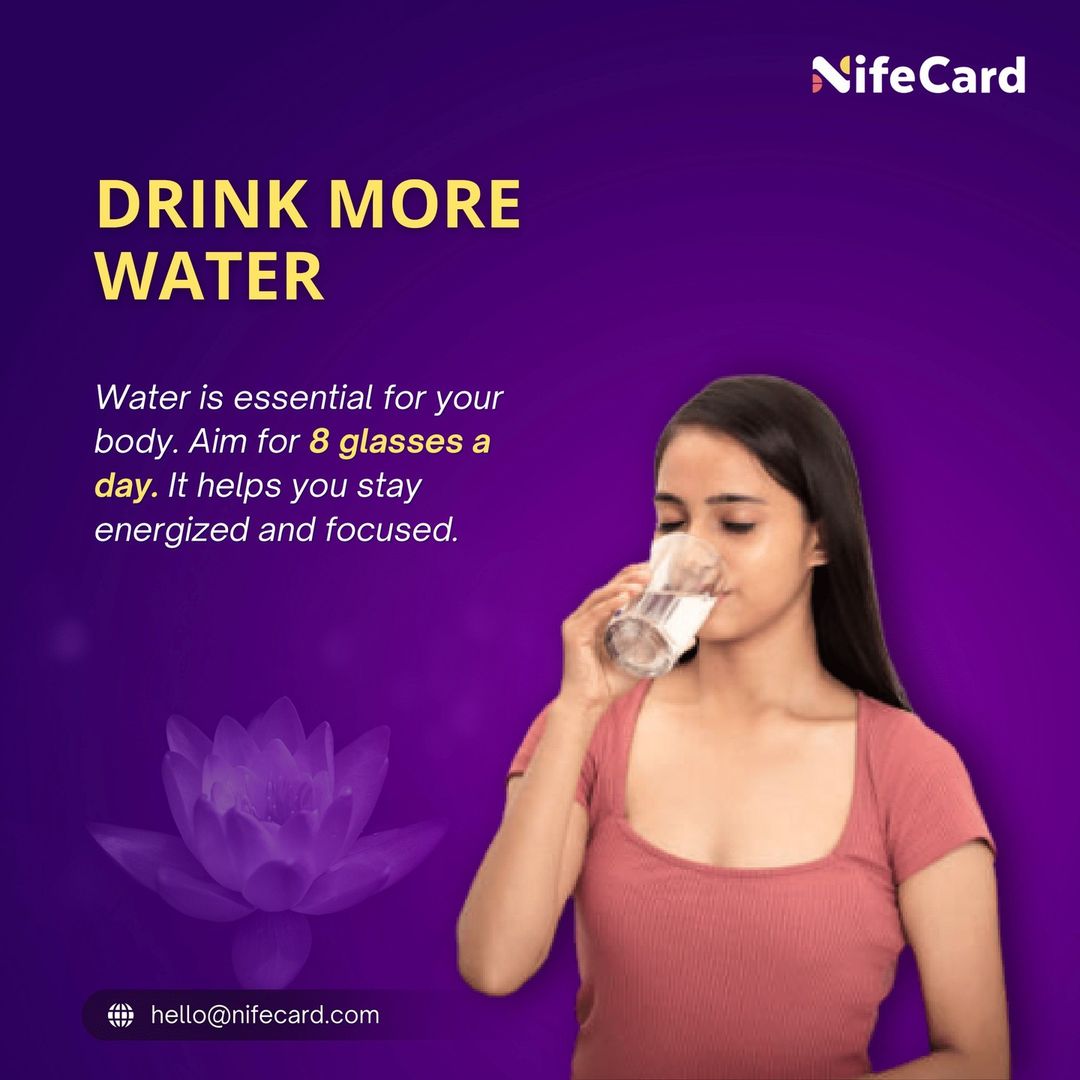 NifeCard
DRINK MORE
WATER
Water is essential for your
body. Aim for 8 glasses a
day. It helps you stay
energized and focused.
hello@nifecard.com